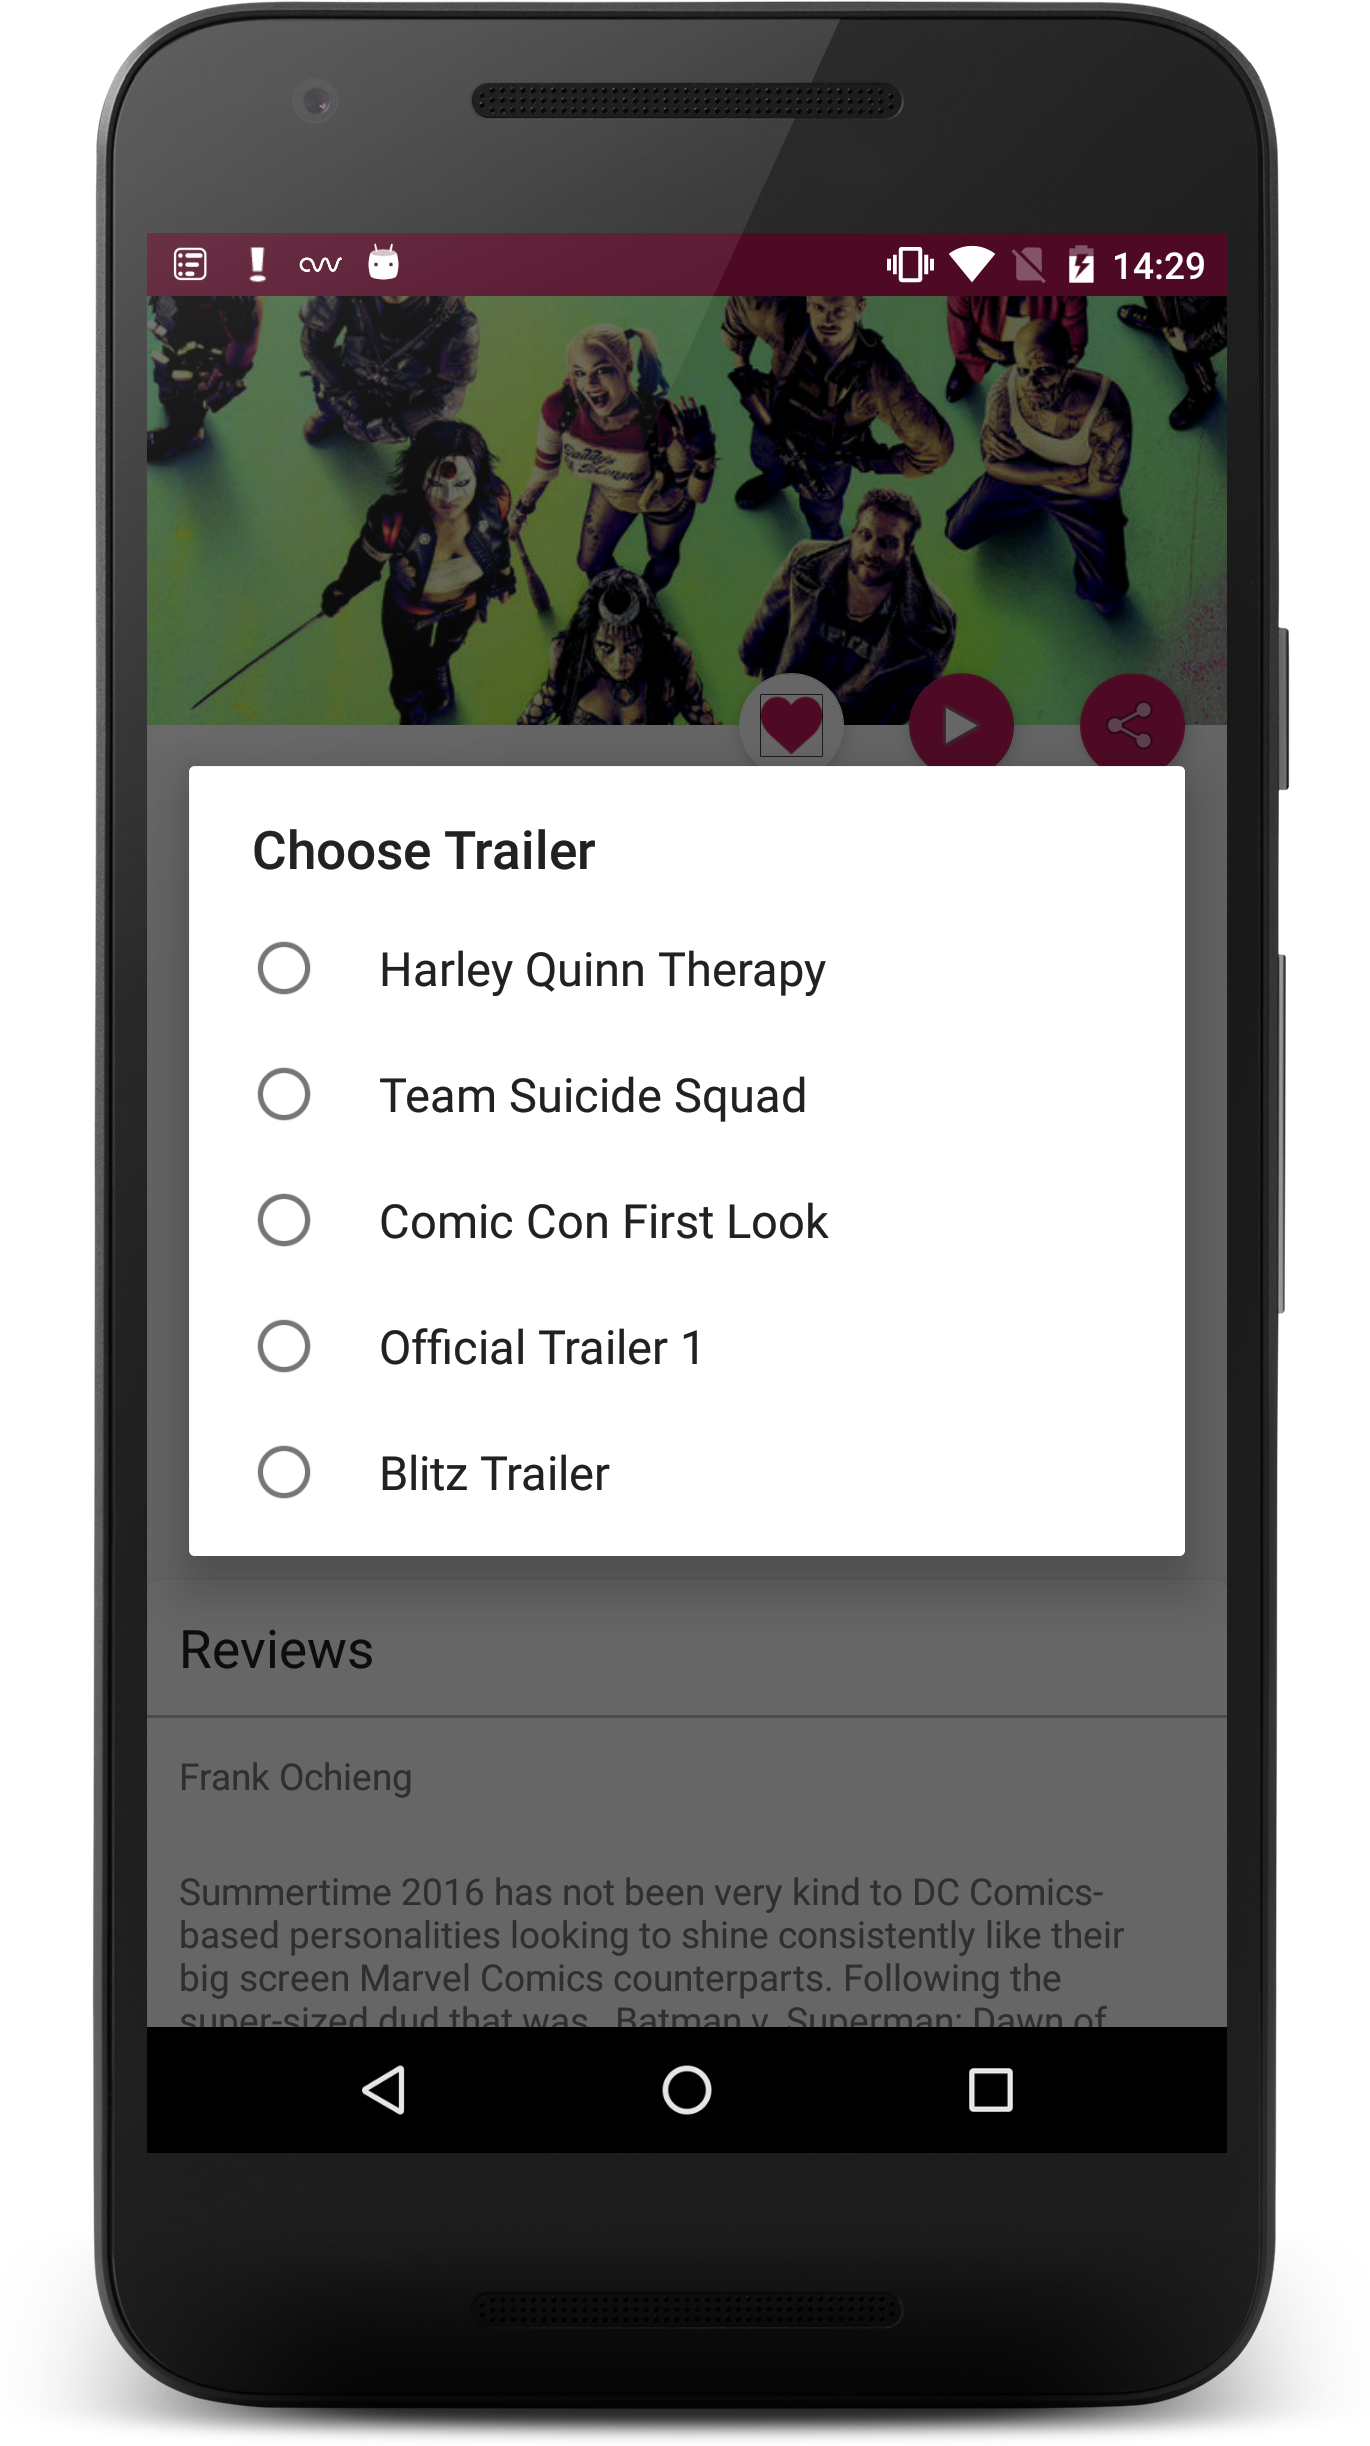 14:29
Daddy's
Choose Trailer
Harley Quinn Therapy
Team Suicide Squad
Comic Con First Look
Official Trailer 1
Blitz Trailer
Reviews
Frank Ochieng
Summertime 2016 has not been very kind to DC Comics-
based personalities looking to shine consistently like their
big screen Marvel Comics counterparts. Following the
super-sized dud that was _Batman v. Superman: Dawn of